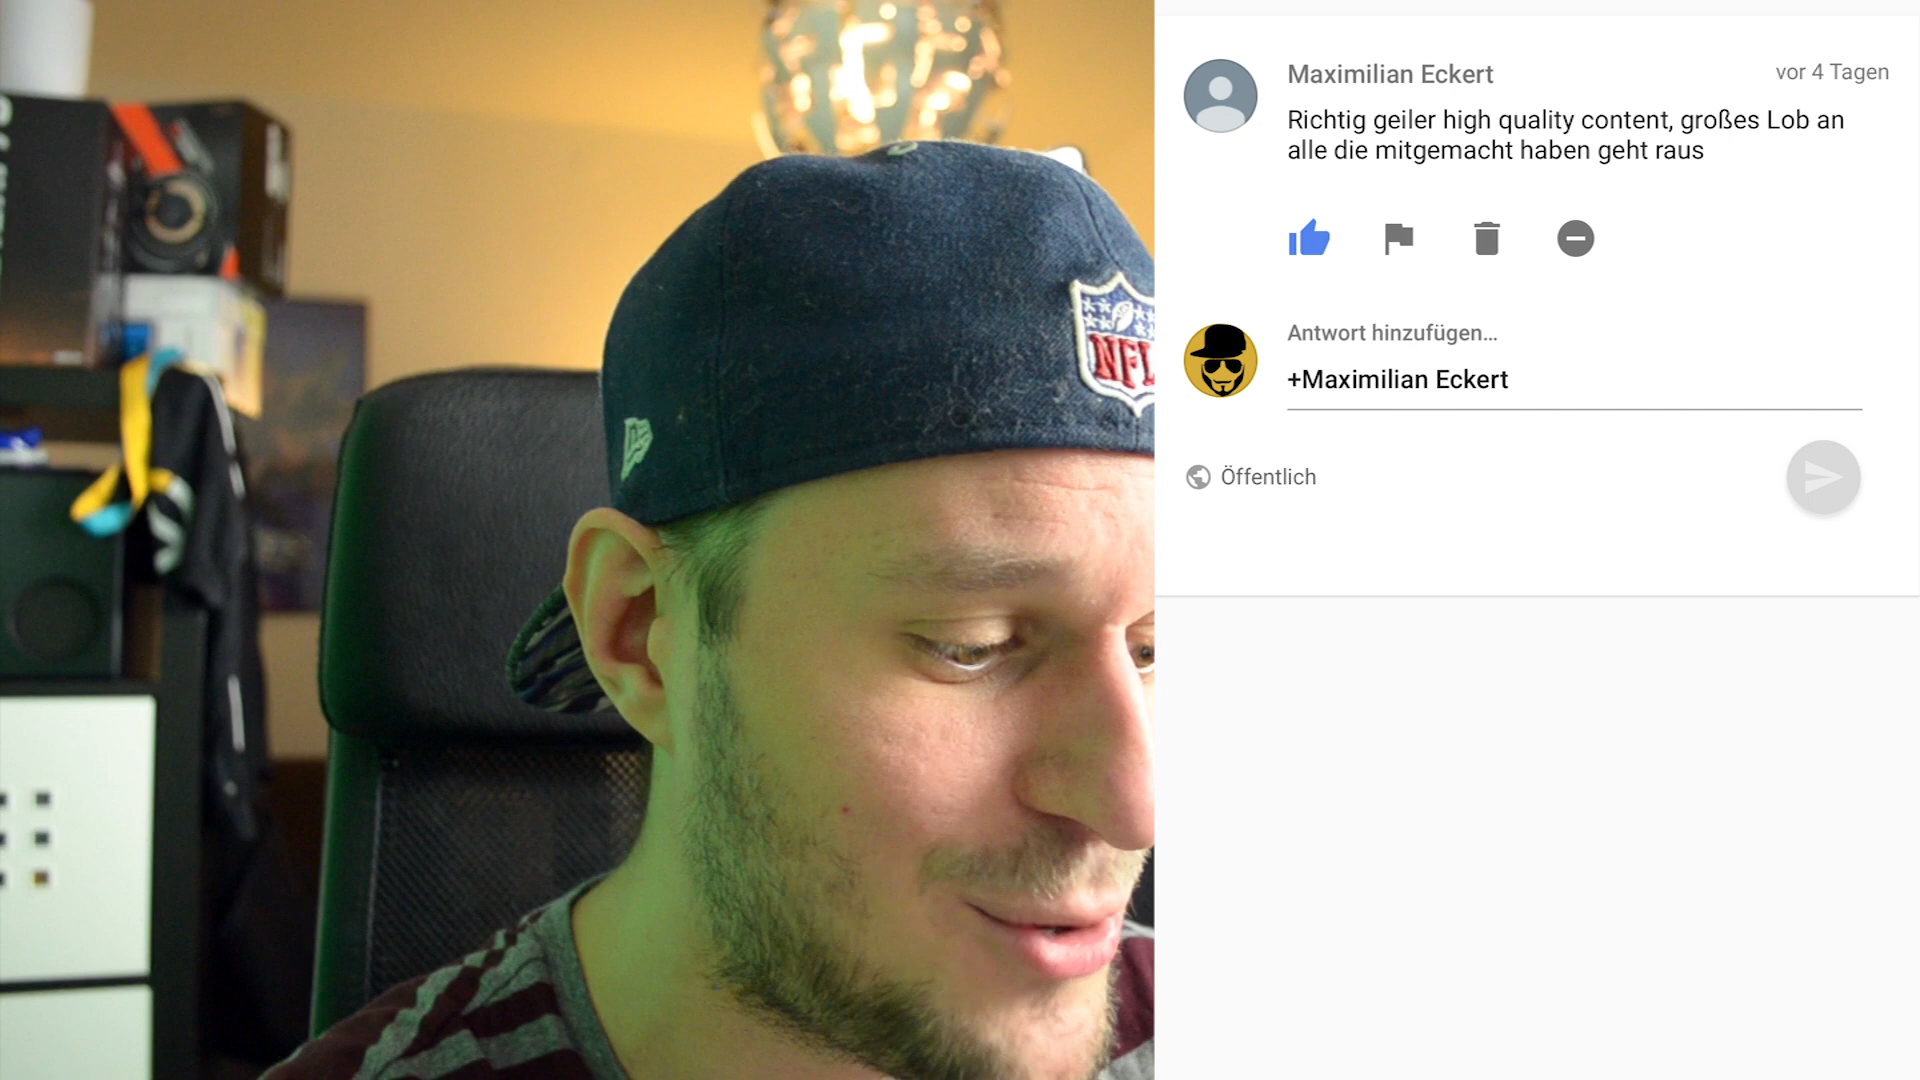 Maximilian Eckert
vor 4 Tagen
Richtig geiler high quality content, großes Lob an
alle die mitgemacht haben geht raus
Antwort hinzufügen...
+Maximilian Eckert
Öffentlich
NFL